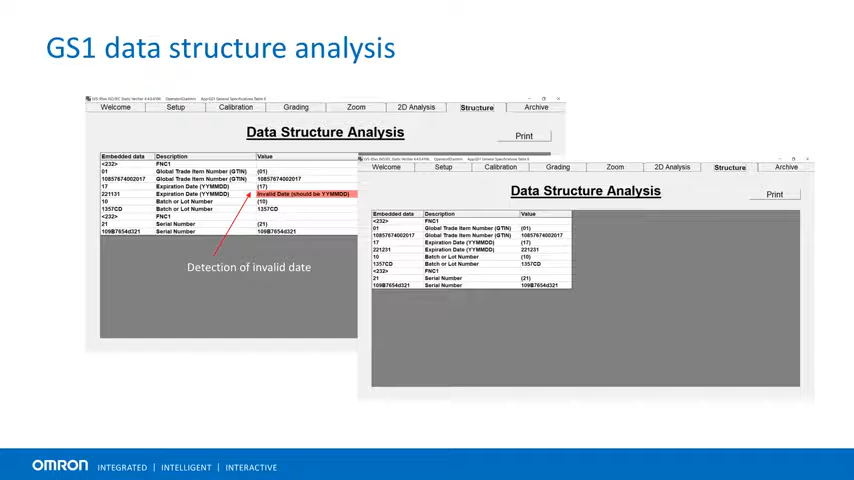 GS1 data structure analysis
Welcome Setup Calibration Grading Zoom 2D Analysis Structure Archive
Data Structure Analysis
Print
Embedded data Description Value
<232> FNC1
01 Global Trade Item Number (GTIN) (01)
10857674002017 Global Trade Item Number (GTIN) 10857674002017
17 Expiration Date (YYMMDD) (17)
221131 Expiration Date (YYMMDD) Invalid Date (should be YYMMDD)
10 Batch or Lot Number (10)
1357CD Batch or Lot Number 1357CD
<232> FNC1
21 Serial Number (21)
109B7654d321 Serial Number 109B7654d321
Detection of invalid date
Welcome Setup Calibration Grading Zoom 2D Analysis Structure Archive
Data Structure Analysis
Print
Embedded data Description Value
<232> FNC1
01 Global Trade Item Number (GTIN) (01)
10857674002017 Global Trade Item Number (GTIN) 10857674002017
17 Expiration Date (YYMMDD) (17)
221231 Expiration Date (YYMMDD) 221231
10 Batch or Lot Number (10)
1357CD Batch or Lot Number 1357CD
<232> FNC1
21 Serial Number (21)
109B7654d321 Serial Number 109B7654d321
OMRON INTEGRATED | INTELLIGENT | INTERACTIVE